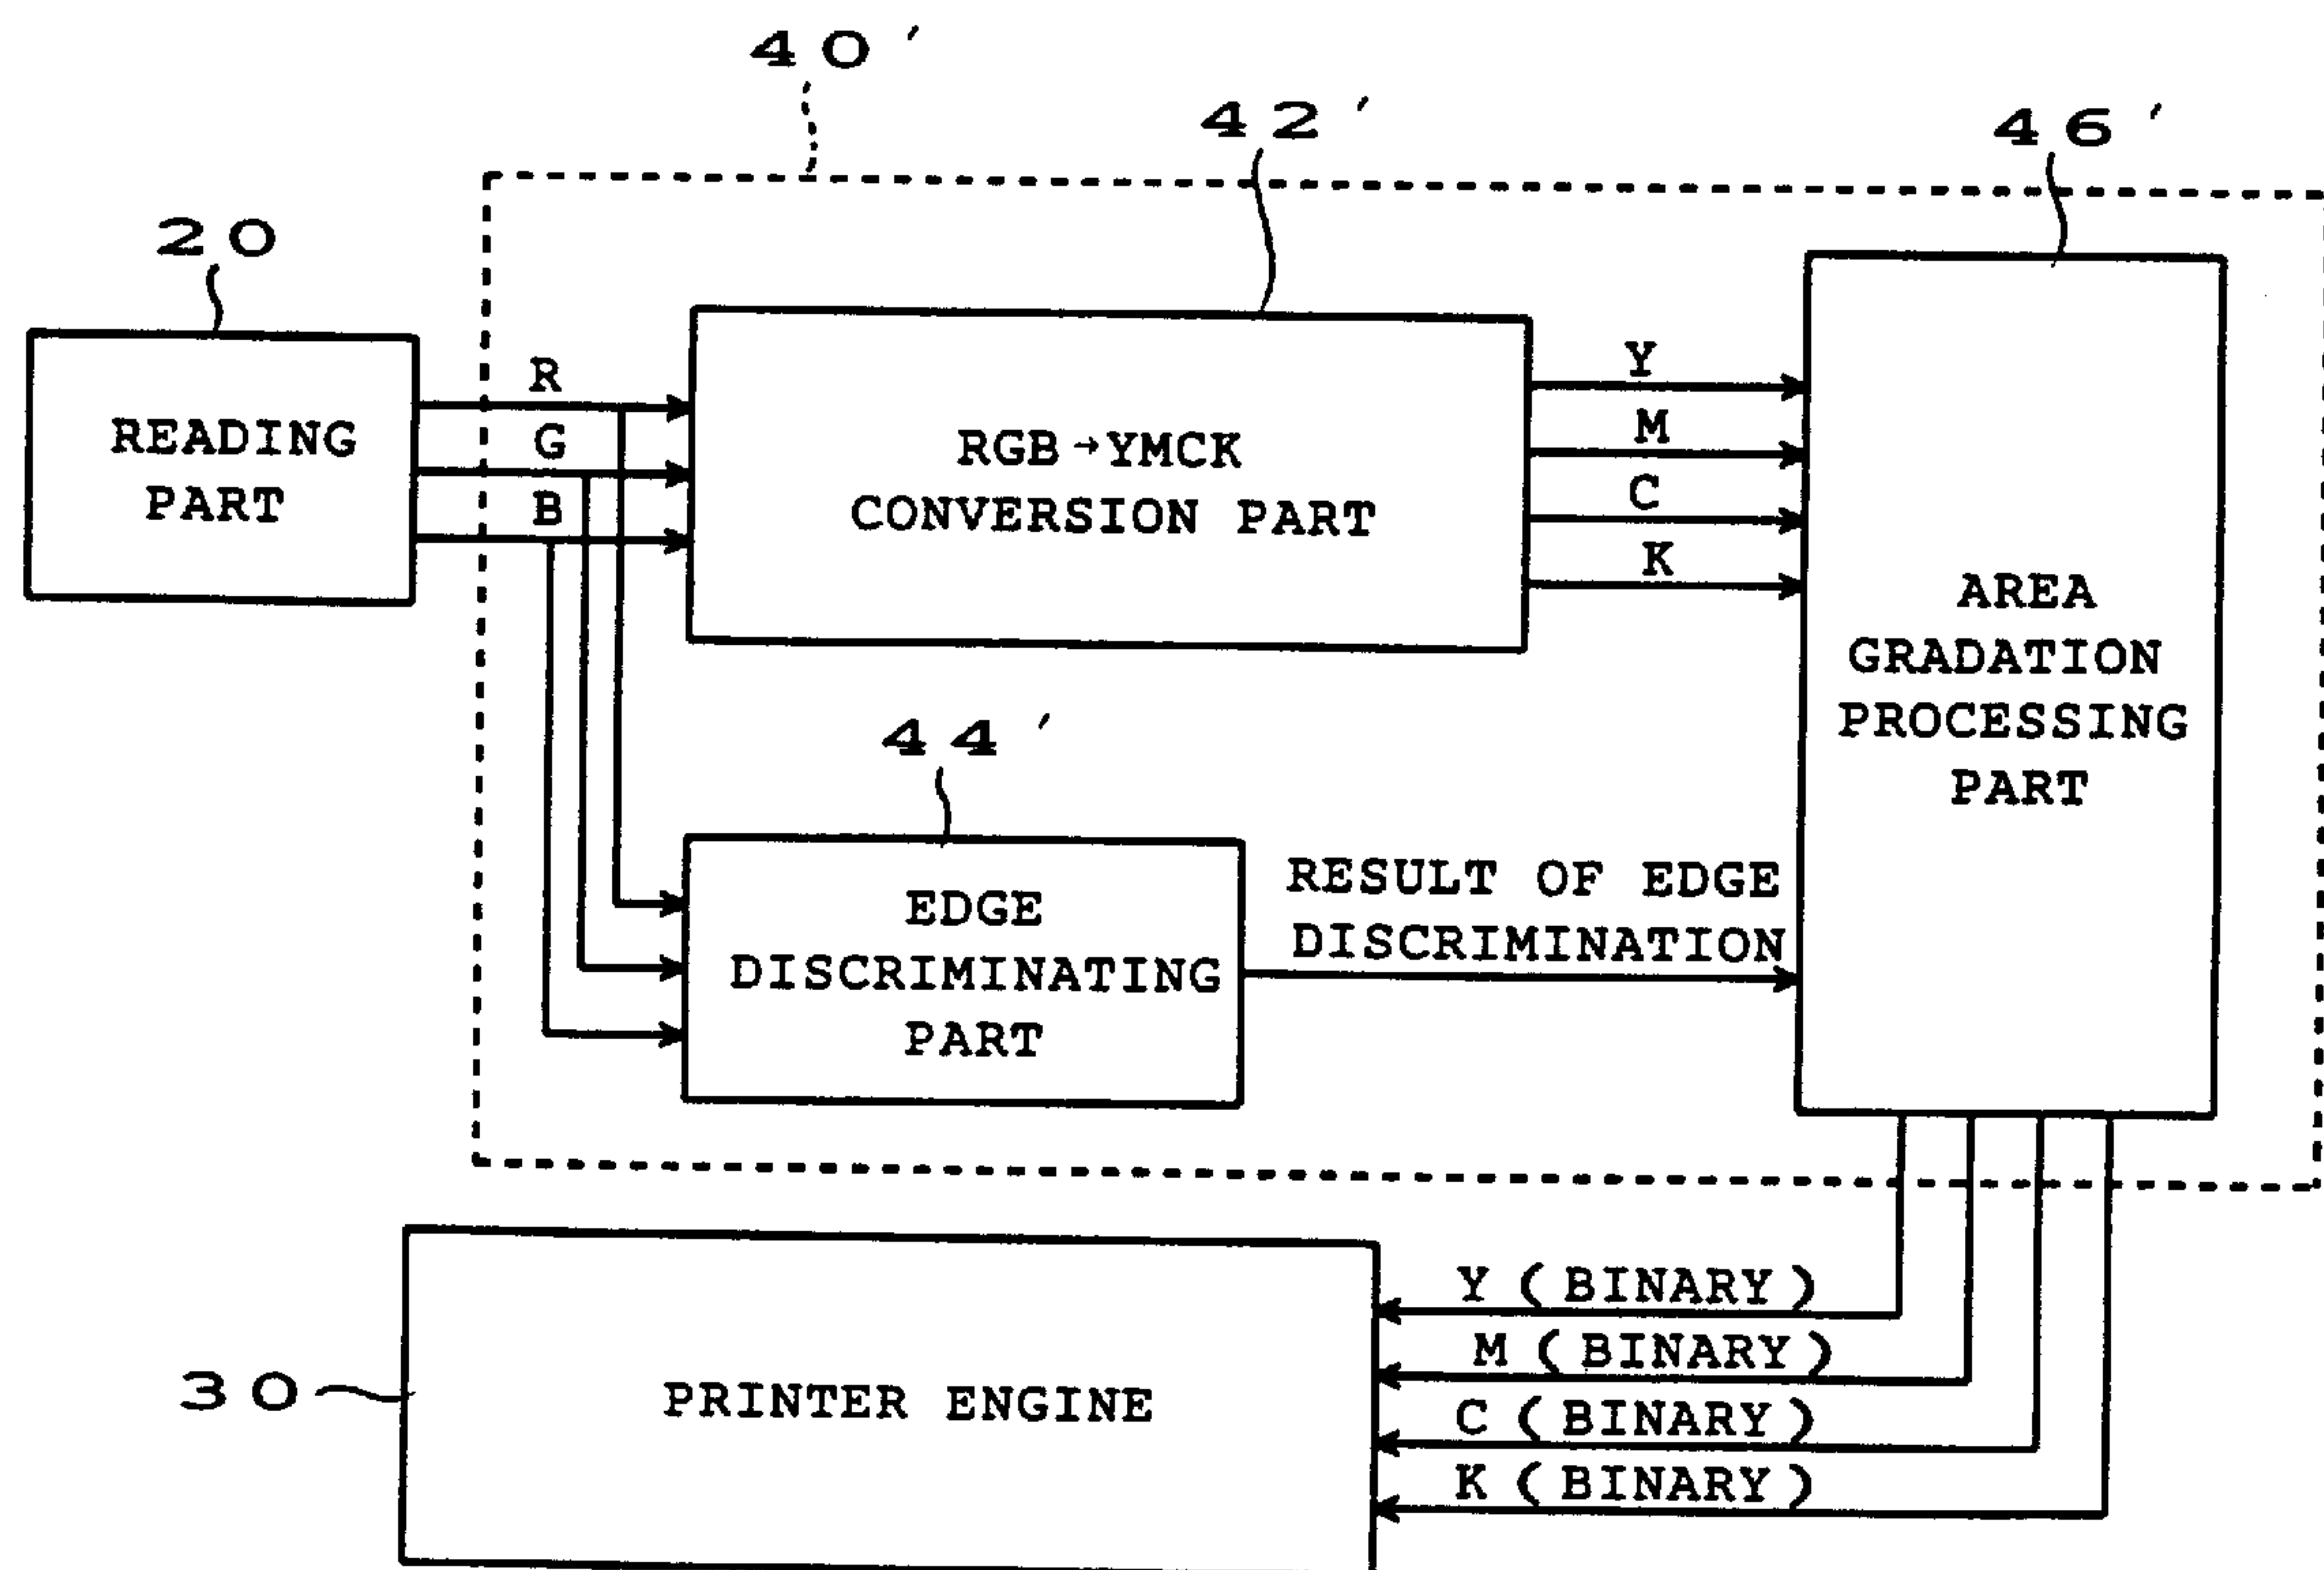 40'
42'
46'
20
READING
PART
R
G
B
RGB→YMCK
CONVERSION PART
Y
M
C
K
AREA
GRADATION
PROCESSING
PART
44'
EDGE
DISCRIMINATING
PART
RESULT OF EDGE
DISCRIMINATION
30
PRINTER ENGINE
Y (BINARY)
M (BINARY)
C (BINARY)
K (BINARY)